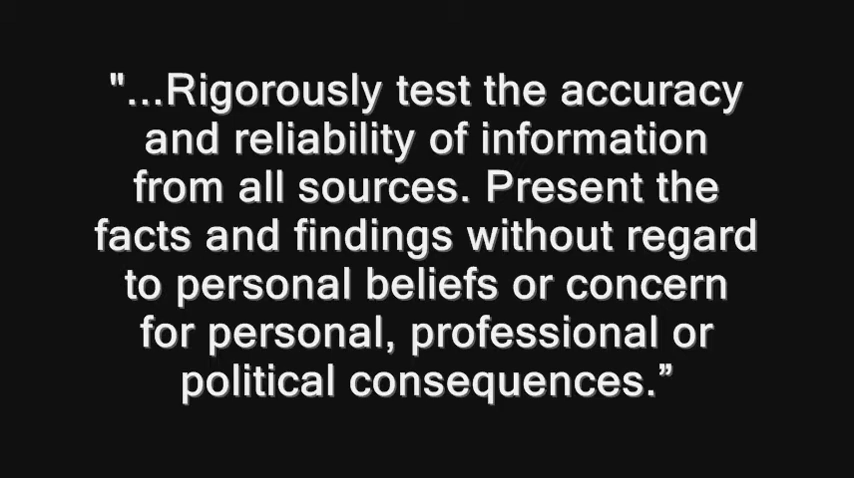 "...Rigorously test the accuracy
and reliability of information
from all sources. Present the
facts and findings without regard
to personal beliefs or concern
for personal, professional or
political consequences.”